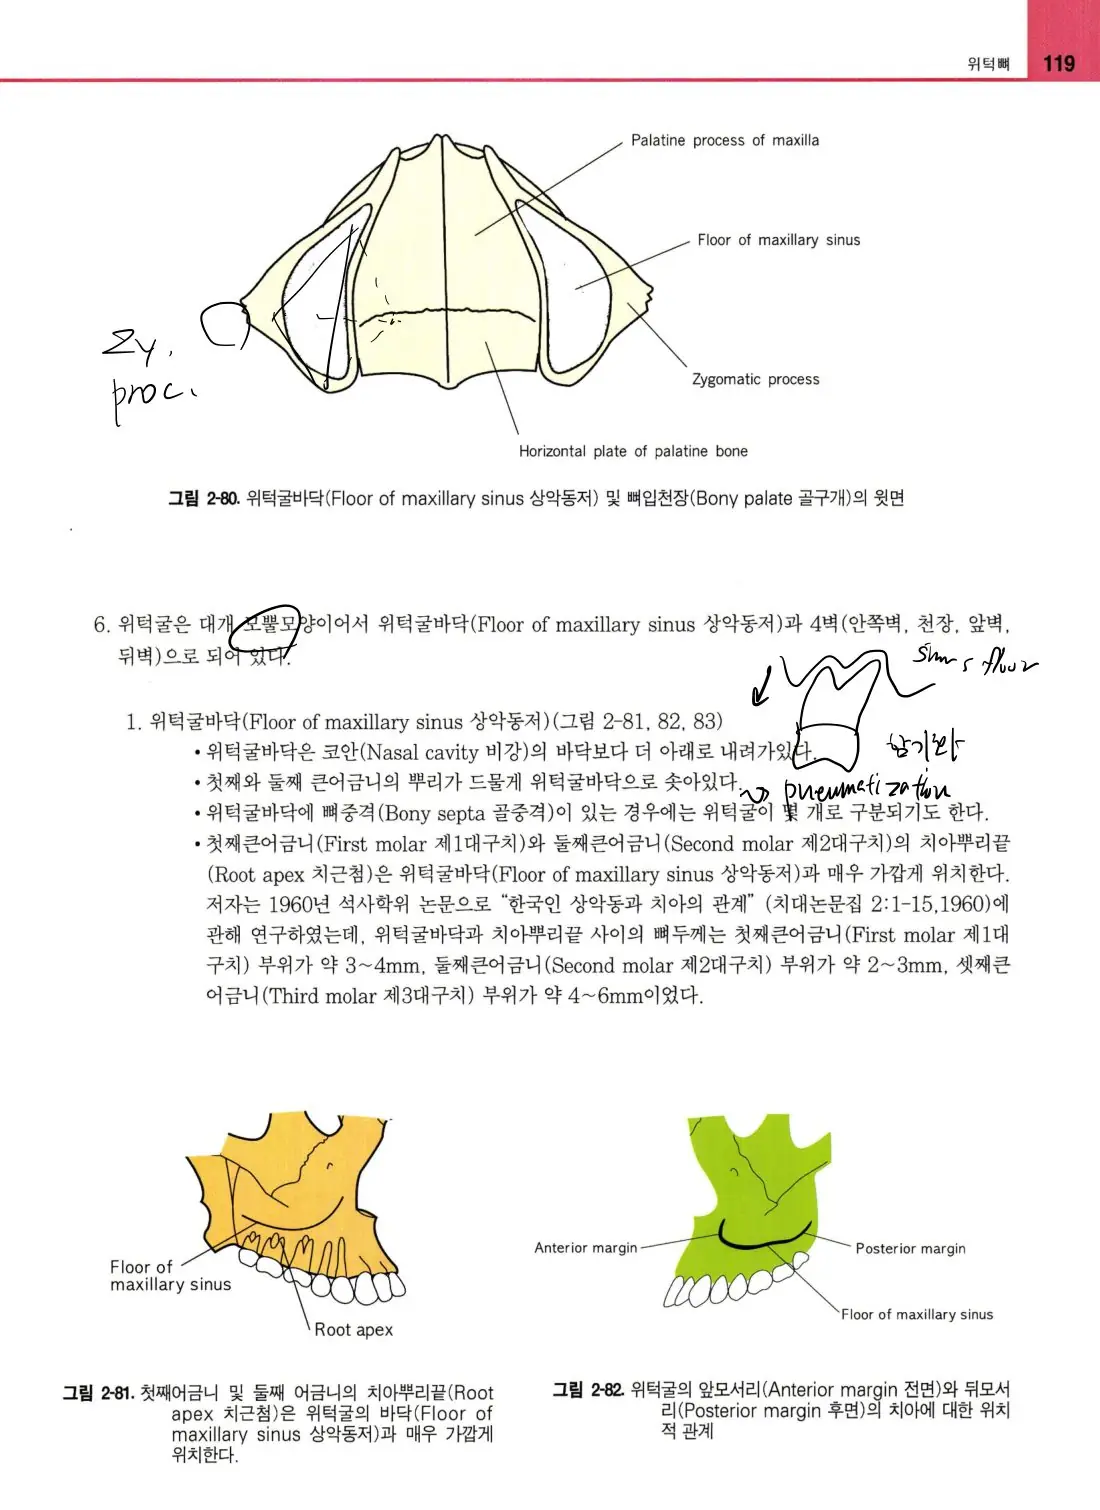 위턱뼈 119
Palatine process of maxilla
Floor of maxillary sinus
Zy.
proc.
Zygomatic process
Horizontal plate of palatine bone
그림 2-80. 위턱굴바닥(Floor of maxillary sinus 상악동저) 및 뼈입천장(Bony palate 골구개)의 윗면
6. 위턱굴은 대개 모뿔모양이어서 위턱굴바닥(Floor of maxillary sinus 상악동저)과 4벽(안쪽벽, 천장, 앞벽,
뒤벽)으로 되어 있다.
floor
1. 위턱굴바닥(Floor of maxillary sinus 상악동저)(그림 2-81, 82, 83)
• 위턱굴바닥은 코안(Nasal cavity 비강)의 바닥보다 더 아래로 내려가있다.
함기화
• 첫째와 둘째 큰어금니의 뿌리가 드물게 위턱굴바닥으로 솟아있다.
pneumatization
• 위턱굴바닥에 뼈중격(Bony septa 골중격)이 있는 경우에는 위턱굴이 몇 개로 구분되기도 한다.
• 첫째큰어금니(First molar 제1대구치)와 둘째큰어금니(Second molar 제2대구치)의 치아뿌리끝
(Root apex 치근첨)은 위턱굴바닥(Floor of maxillary sinus 상악동저)과 매우 가깝게 위치한다.
저자는 1960년 석사학위 논문으로 “한국인 상악동과 치아의 관계” (치대논문집 2:1-15,1960)에
관해 연구하였는데, 위턱굴바닥과 치아뿌리끝 사이의 뼈두께는 첫째큰어금니(First molar 제1대
구치) 부위가 약 3~4mm, 둘째큰어금니(Second molar 제2대구치) 부위가 약 2~3mm, 셋째큰
어금니(Third molar 제3대구치) 부위가 약 4~6mm이었다.
Floor of
maxillary sinus
Root apex
Anterior margin
Posterior margin
Floor of maxillary sinus
그림 2-81. 첫째어금니 및 둘째 어금니의 치아뿌리끝(Root
apex 치근첨)은 위턱굴의 바닥(Floor of
maxillary sinus 상악동저)과 매우 가깝게
위치한다.
그림 2-82. 위턱굴의 앞모서리(Anterior margin 전면)와 뒤모서
리(Posterior margin 후면)의 치아에 대한 위치
적 관계